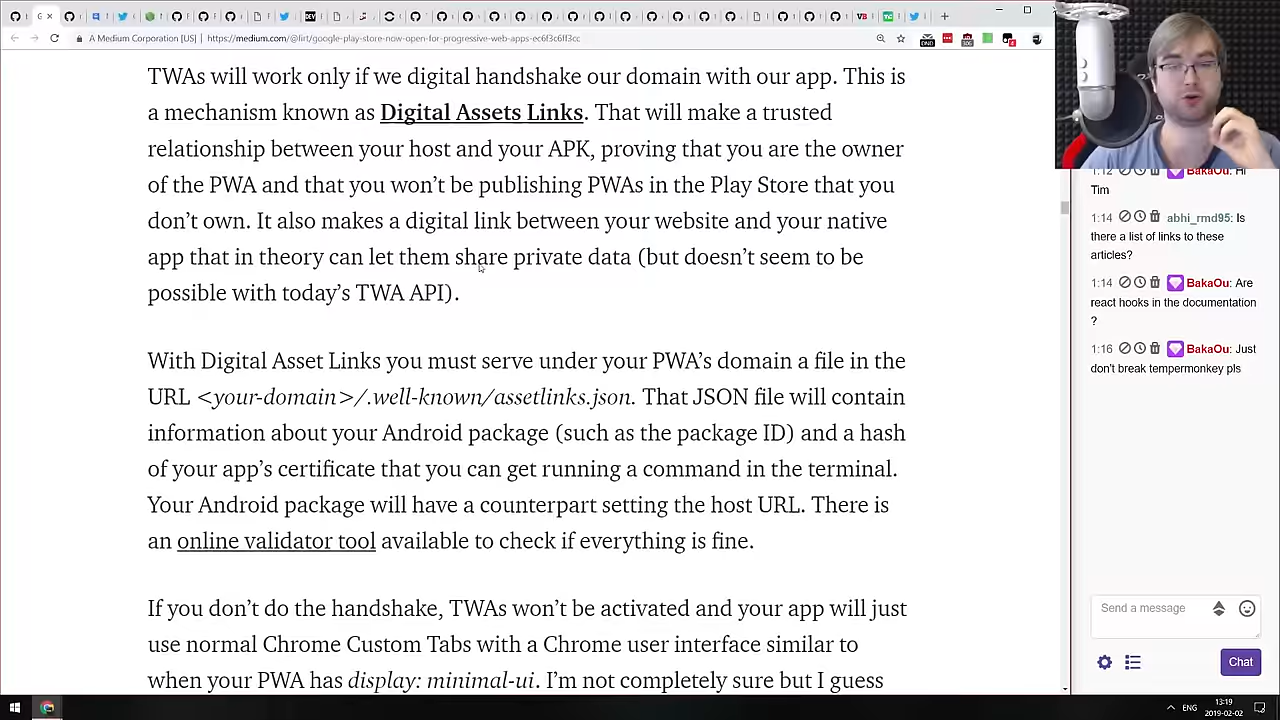 G
A Medium Corporation [US] | https://medium.com/@firt/google-play-store-now-open-for-progressive-web-apps-ec6f3c6ff3cc
TWAs will work only if we digital handshake our domain with our app. This is
a mechanism known as Digital Assets Links. That will make a trusted
relationship between your host and your APK, proving that you are the owner
of the PWA and that you won’t be publishing PWAs in the Play Store that you
don’t own. It also makes a digital link between your website and your native
app that in theory can let them share private data (but doesn’t seem to be
possible with today’s TWA API).
With Digital Asset Links you must serve under your PWA’s domain a file in the
URL <your-domain>/.well-known/assetlinks.json. That JSON file will contain
information about your Android package (such as the package ID) and a hash
of your app’s certificate that you can get running a command in the terminal.
Your Android package will have a counterpart setting the host URL. There is
an online validator tool available to check if everything is fine.
If you don’t do the handshake, TWAs won’t be activated and your app will just
use normal Chrome Custom Tabs with a Chrome user interface similar to
when your PWA has display: minimal-ui. I’m not completely sure but I guess
1:12 BakaOu: Hi
Tim
1:14 abhi_rmd95: Is
there a list of links to these
articles?
1:14 BakaOu: Are
react hooks in the documentation
?
1:16 BakaOu: Just
don't break tempermonkey pls
Send a message
Chat
ENG
13:19
2019-02-02